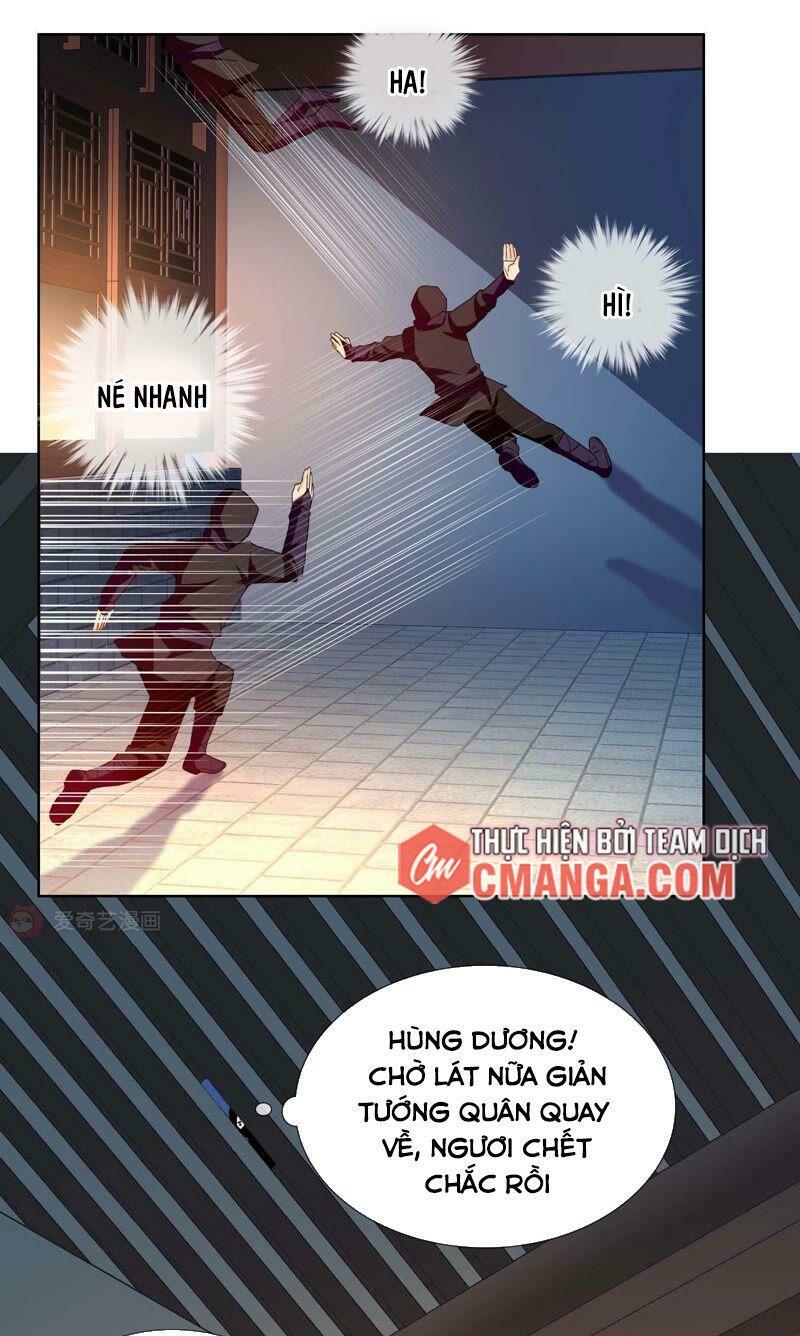 HA!
HÌ!
NÉ NHANH
THỰC HIỆN BỞI TEAM DỊCH
CM
CMANGA.COM
爱奇艺漫画
HÙNG DƯƠNG!
CHỜ LÁT NỮA GIẢN
TƯỚNG QUÂN QUAY
VỀ, NGƯƠI CHẾT
CHẮC RỒI